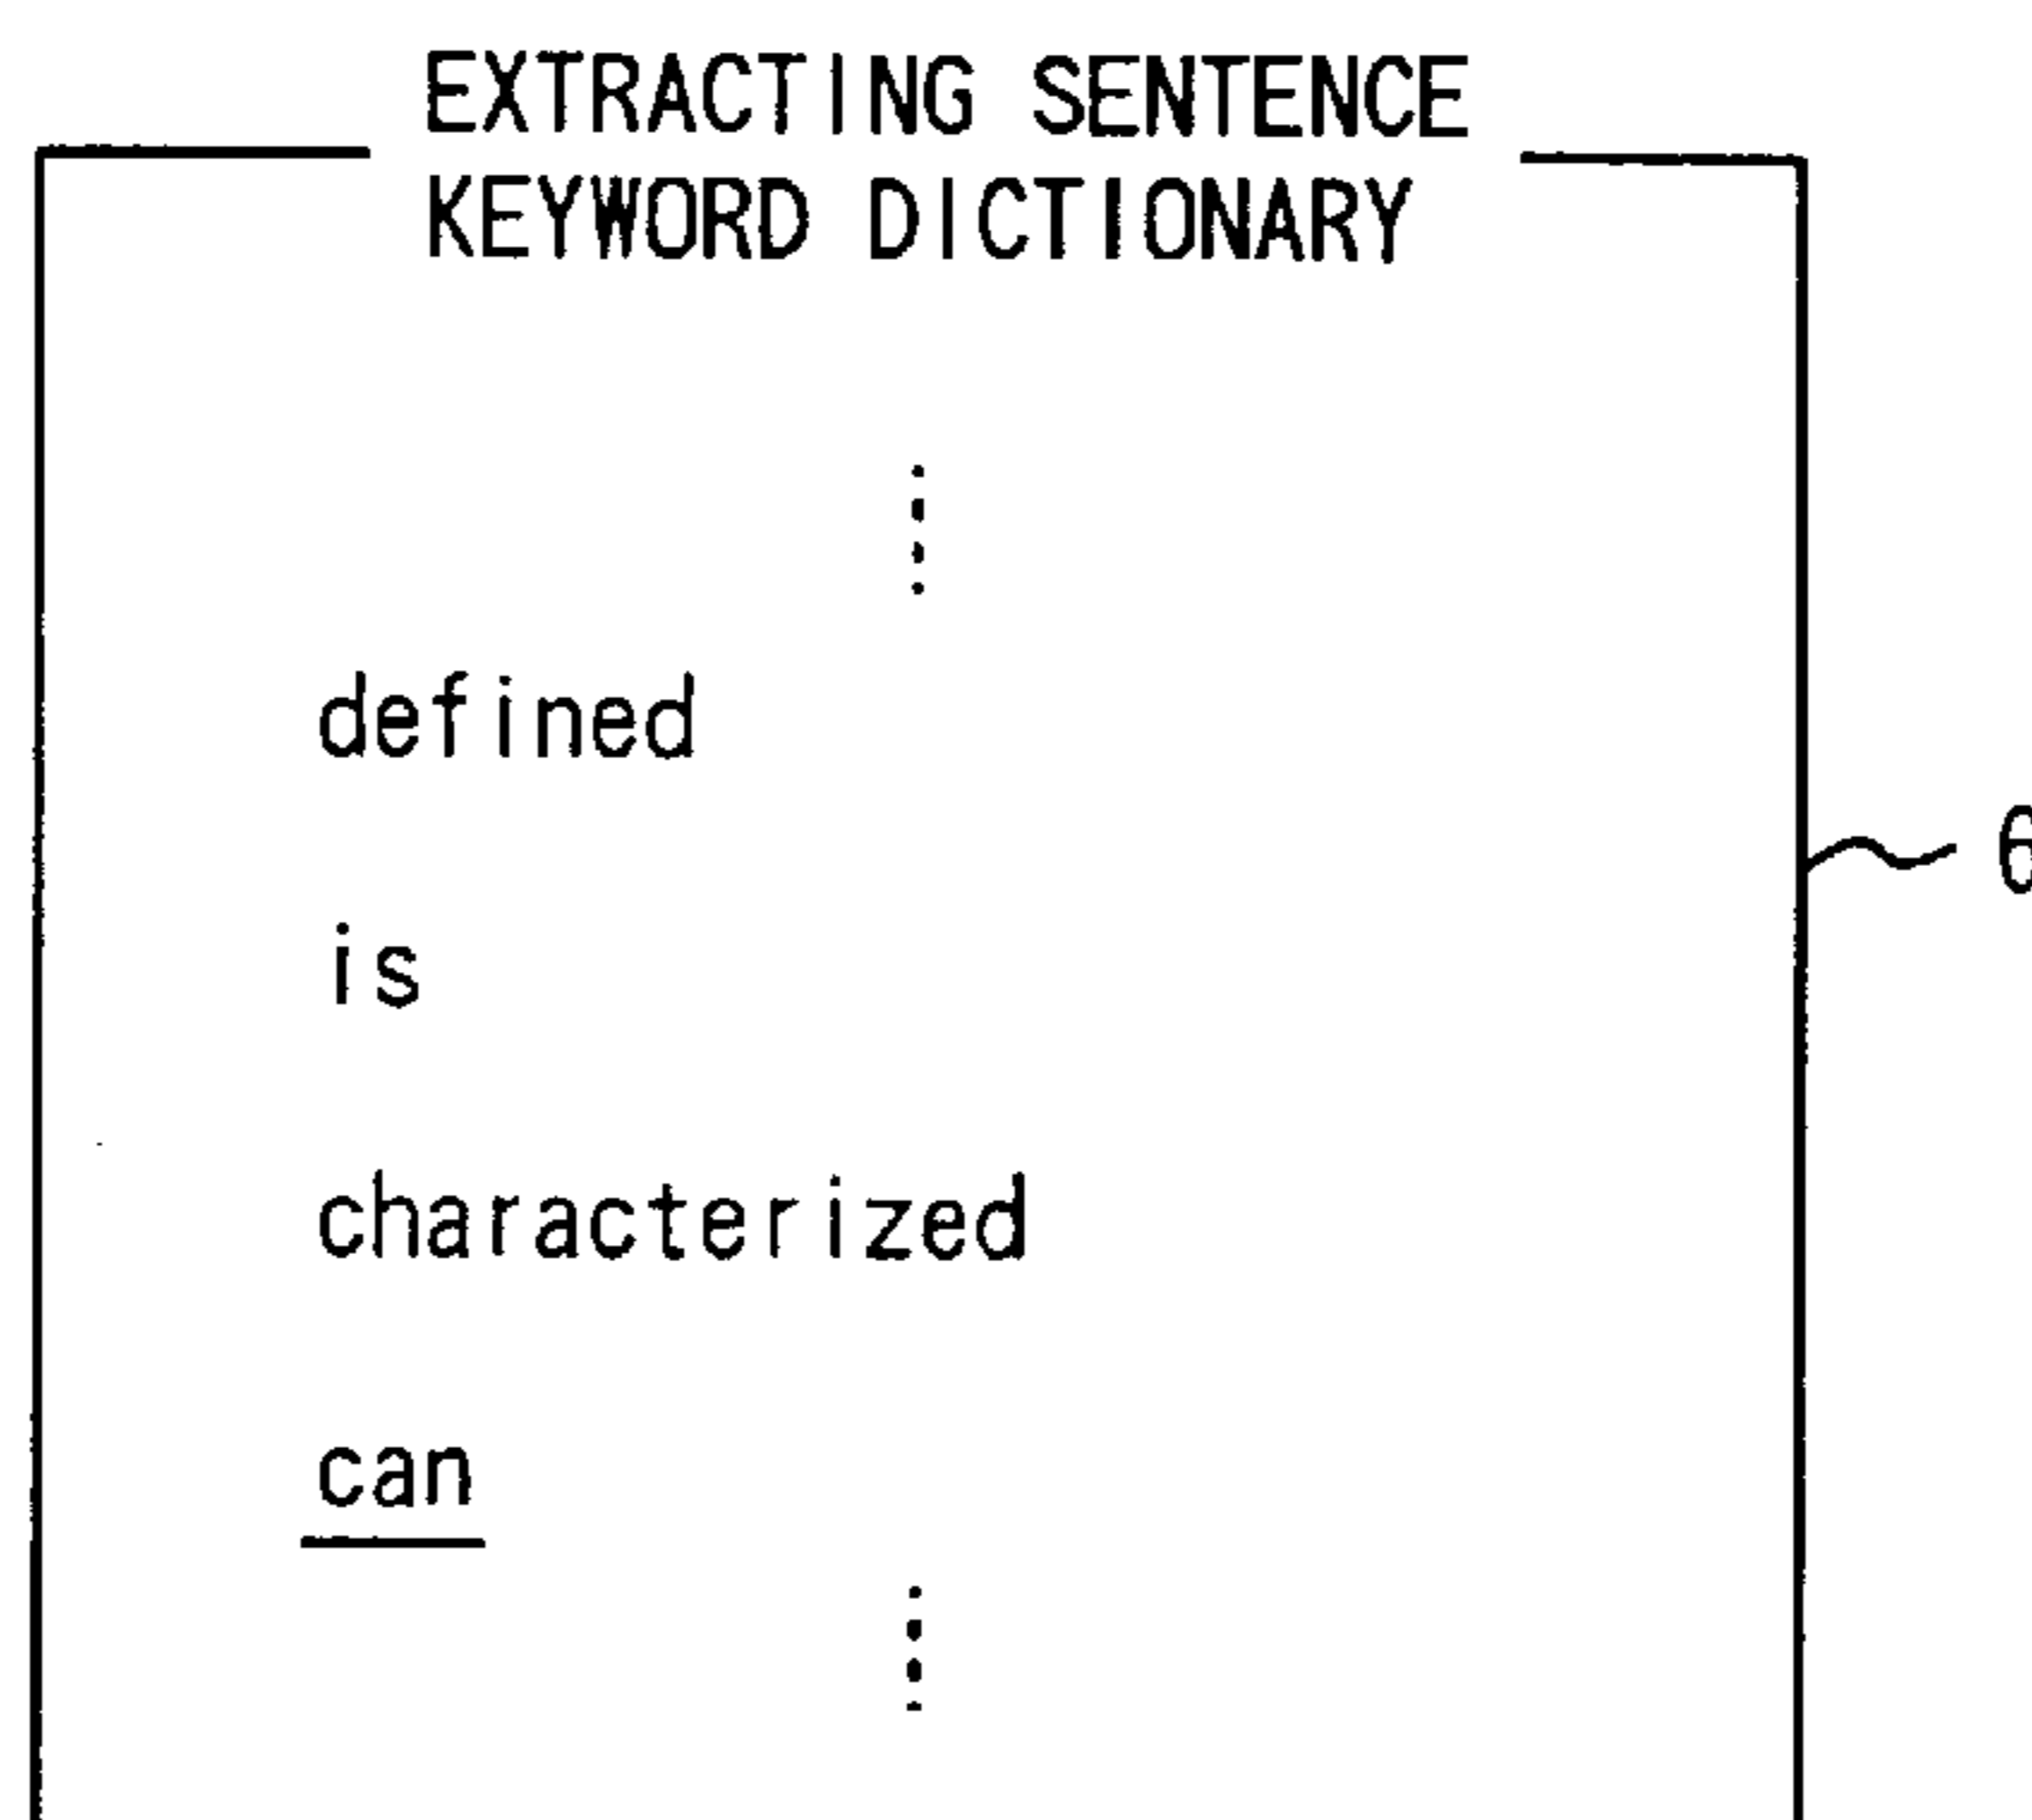 EXTRACTING SENTENCE
KEYWORD DICTIONARY
defined
is
characterized
can